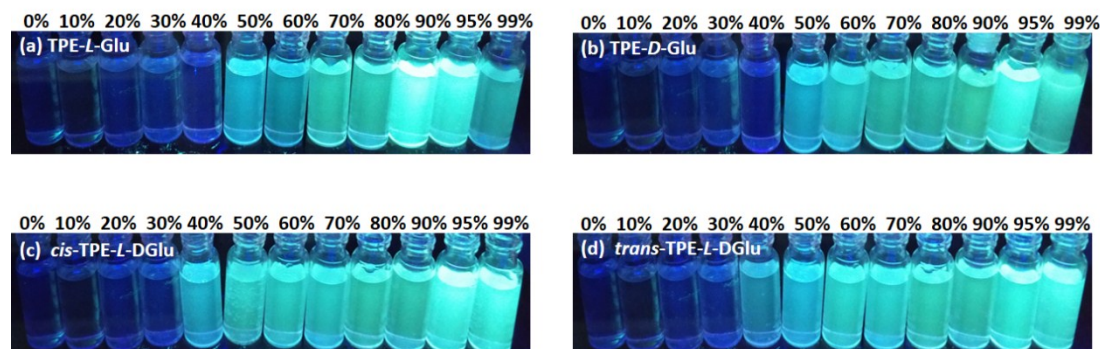 0% 10% 20% 30% 40% 50% 60% 70% 80% 90% 95% 99%
(a) TPE-L-Glu
0% 10% 20% 30% 40% 50% 60% 70% 80% 90% 95% 99%
(b) TPE-D-Glu
0% 10% 20% 30% 40% 50% 60% 70% 80% 90% 95% 99%
(c) cis-TPE-L-DGlu
0% 10% 20% 30% 40% 50% 60% 70% 80% 90% 95% 99%
(d) trans-TPE-L-DGlu